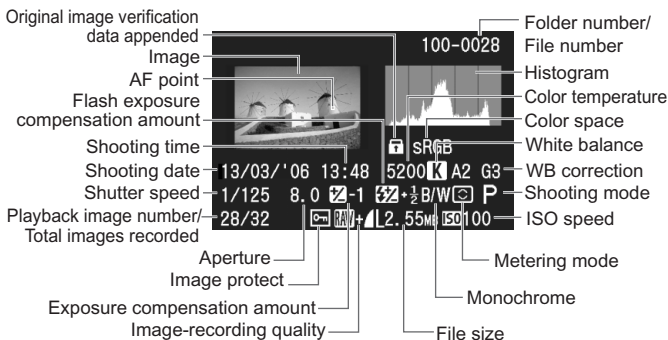 Original image verification
data appended
Image
AF point
Flash exposure
compensation amount
Shooting time
Shooting date
Shutter speed
Playback image number/
Total images recorded
Aperture
Image protect
Exposure compensation amount
Image-recording quality
100-0028
sRGB
13/03/'06 13:48 5200 K A2 G3
1/125 8.0 -1 +½ B/W P
28/32 RAW+ L2.55MB ISO100
Folder number/
File number
Histogram
Color temperature
Color space
White balance
WB correction
Shooting mode
ISO speed
Metering mode
Monochrome
File size